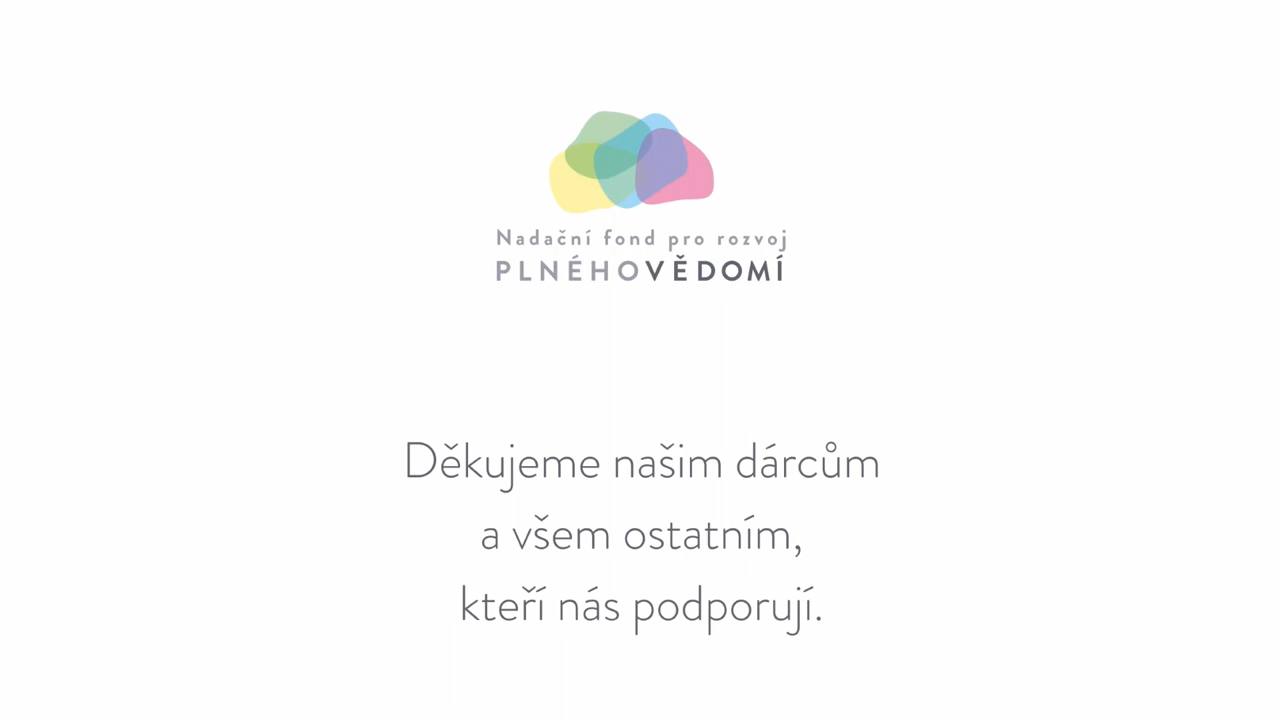 Nadační fond pro rozvoj
PLNÉHOVĚDOMÍ
Děkujeme našim dárcům
a všem ostatním,
kteří nás podporují.